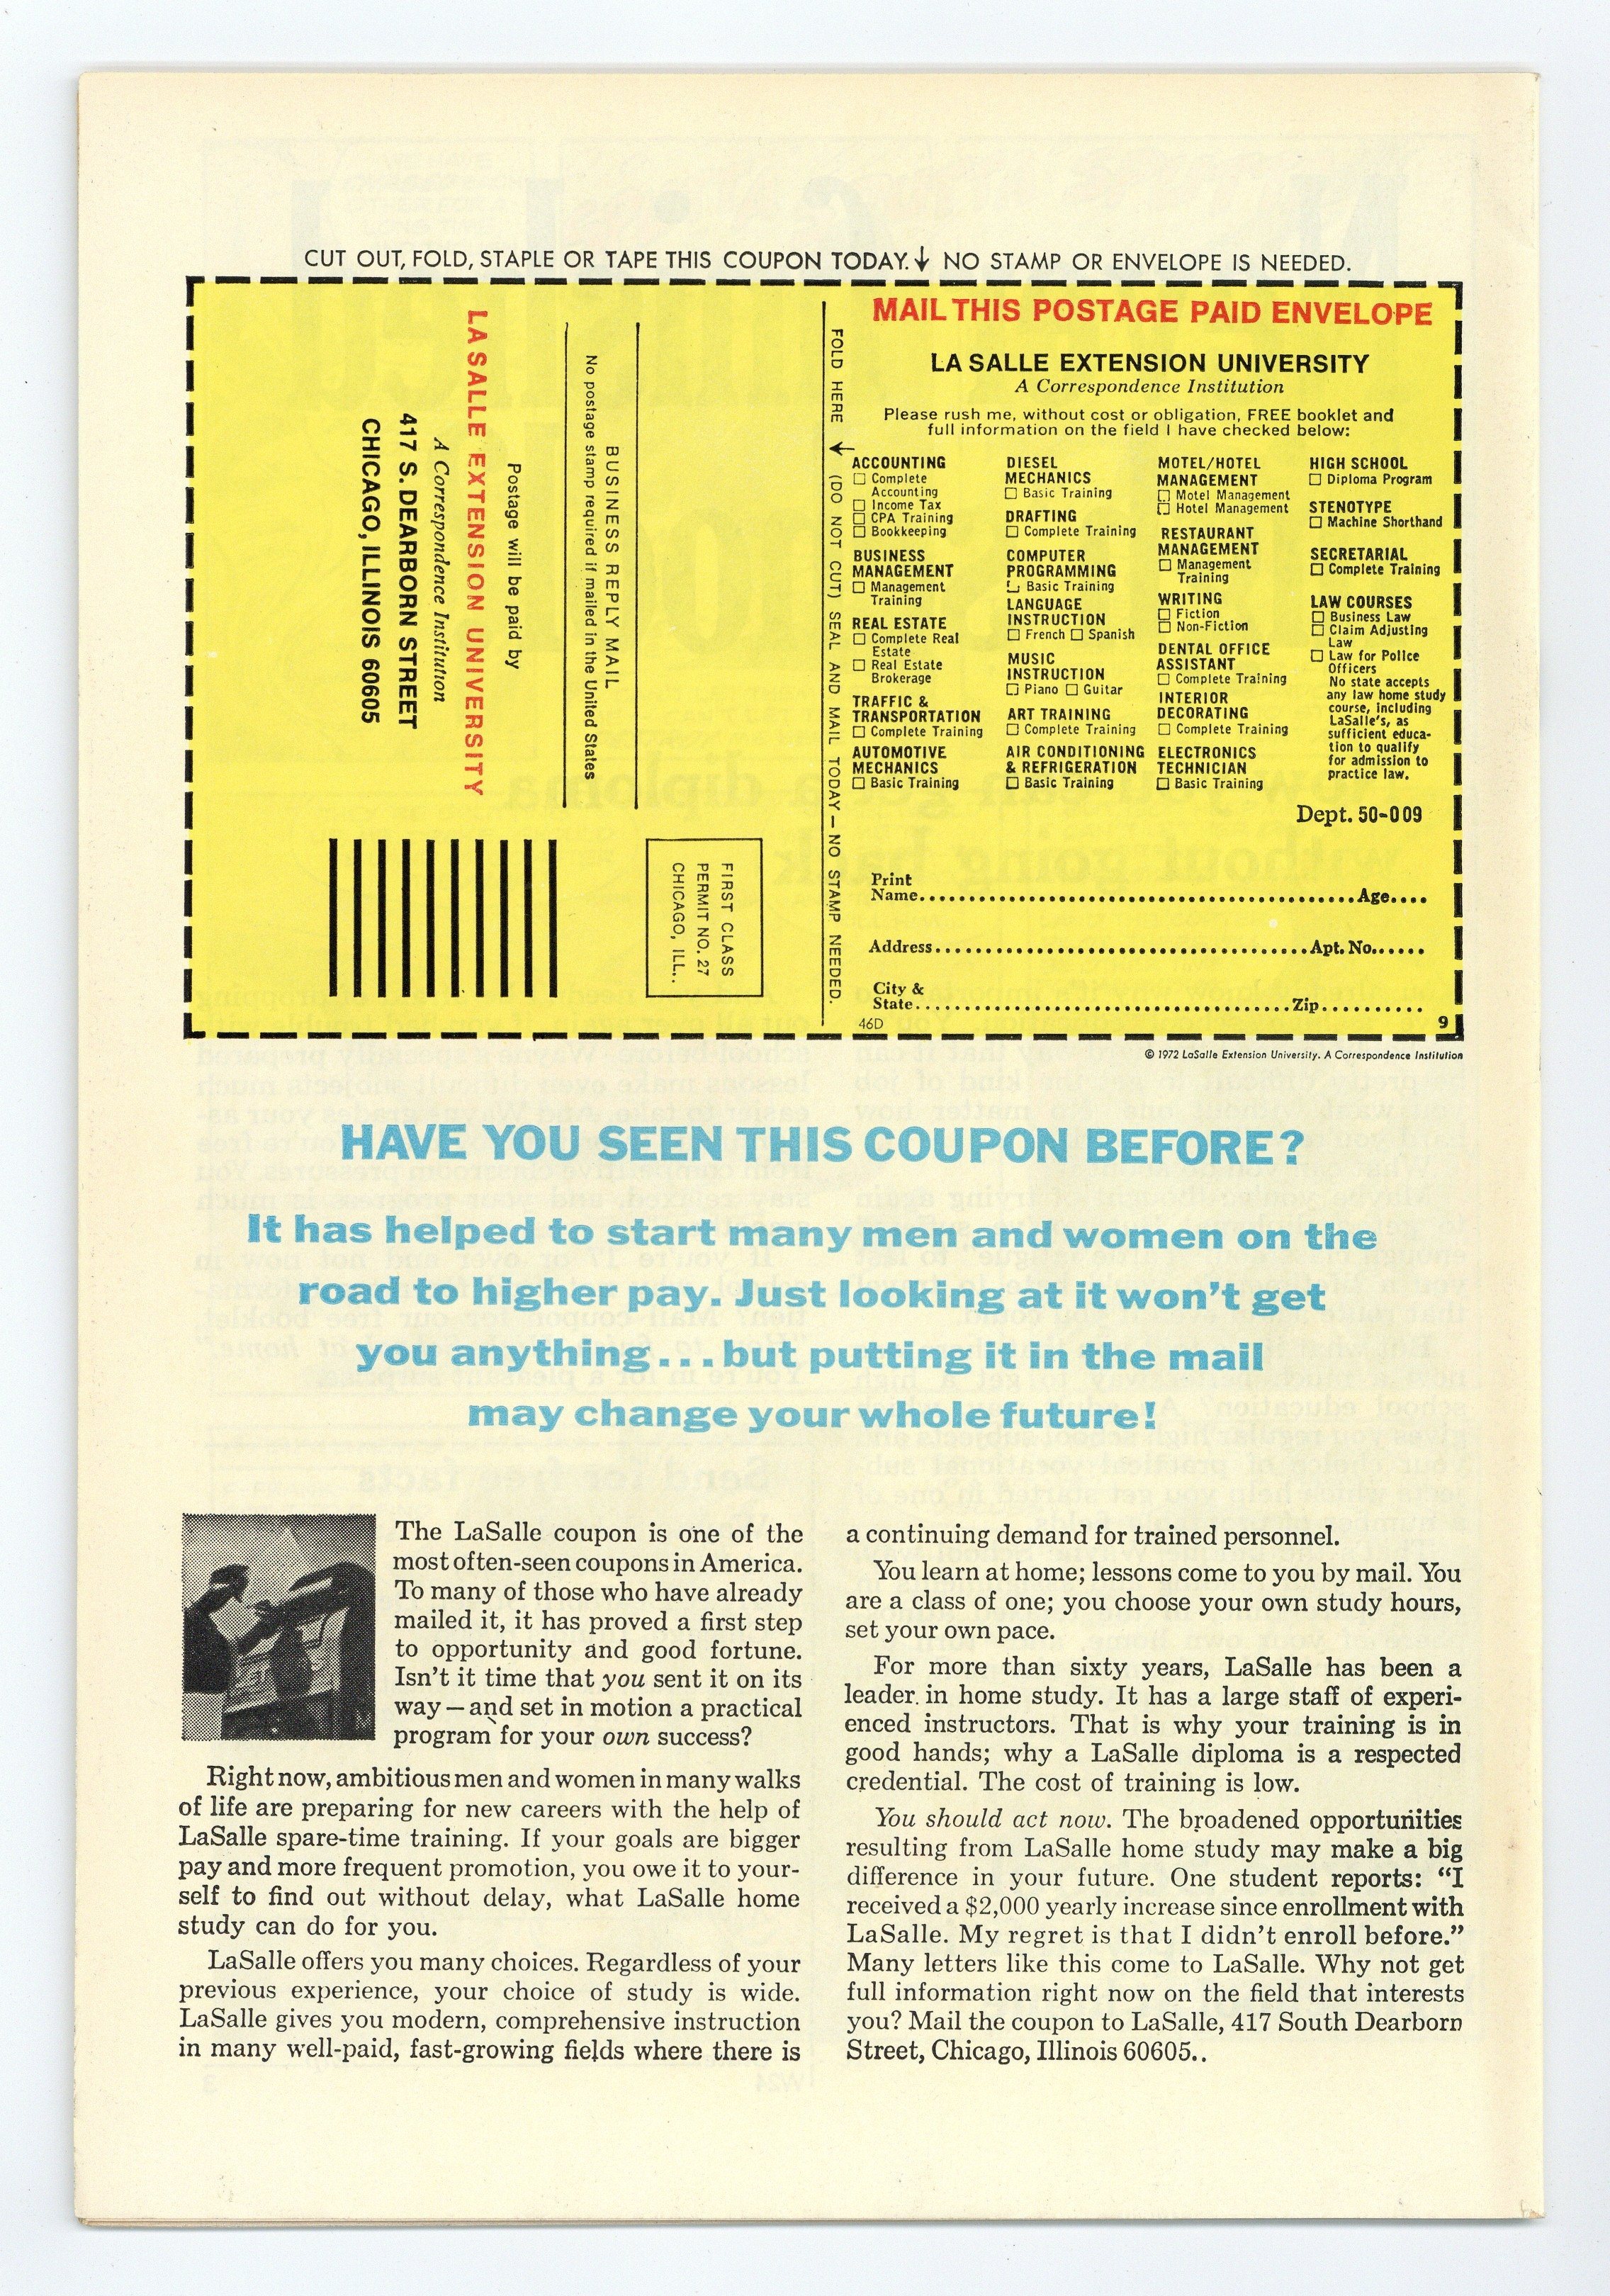 CUT OUT, FOLD, STAPLE OR TAPE THIS COUPON TODAY.↓ NO STAMP OR ENVELOPE IS NEEDED.
LA SALLE EXTENSION UNIVERSITY
A Correspondence Institution
417 S. DEARBORN STREET
CHICAGO, ILLINOIS 60605
Postage will be paid by
No postage stamp required if mailed in the United States
BUSINESS REPLY MAIL
FIRST CLASS
PERMIT NO. 27
CHICAGO, ILL.
FOLD HERE ← (DO NOT CUT) SEAL AND MAIL TODAY — NO STAMP NEEDED.
MAIL THIS POSTAGE PAID ENVELOPE
LA SALLE EXTENSION UNIVERSITY
A Correspondence Institution
Please rush me, without cost or obligation, FREE booklet and
full information on the field I have checked below:
ACCOUNTING
☐ Complete
Accounting
☐ Income Tax
☐ CPA Training
☐ Bookkeeping
BUSINESS
MANAGEMENT
☐ Management
Training
REAL ESTATE
☐ Complete Real
Estate
☐ Real Estate
Brokerage
TRAFFIC &
TRANSPORTATION
☐ Complete Training
AUTOMOTIVE
MECHANICS
☐ Basic Training
DIESEL
MECHANICS
☐ Basic Training
DRAFTING
☐ Complete Training
COMPUTER
PROGRAMMING
☐ Basic Training
LANGUAGE
INSTRUCTION
☐ French ☐ Spanish
MUSIC
INSTRUCTION
☐ Piano ☐ Guitar
ART TRAINING
☐ Complete Training
AIR CONDITIONING
& REFRIGERATION
☐ Basic Training
MOTEL/HOTEL
MANAGEMENT
☐ Motel Management
☐ Hotel Management
RESTAURANT
MANAGEMENT
☐ Management
Training
WRITING
☐ Fiction
☐ Non-Fiction
DENTAL OFFICE
ASSISTANT
☐ Complete Training
INTERIOR
DECORATING
☐ Complete Training
ELECTRONICS
TECHNICIAN
☐ Basic Training
HIGH SCHOOL
☐ Diploma Program
STENOTYPE
☐ Machine Shorthand
SECRETARIAL
☐ Complete Training
LAW COURSES
☐ Business Law
☐ Claim Adjusting
Law
☐ Law for Police
Officers
No state accepts
any law home study
course, including
LaSalle's, as
sufficient educa-
tion to qualify
for admission to
practice law.
Dept. 50-009
Print
Name..........Age....
Address..........Apt. No......
City &
State..........Zip..........
46D 9
© 1972 LaSalle Extension University. A Correspondence Institution
HAVE YOU SEEN THIS COUPON BEFORE?
It has helped to start many men and women on the
road to higher pay. Just looking at it won't get
you anything...but putting it in the mail
may change your whole future!
The LaSalle coupon is one of the
most often-seen coupons in America.
To many of those who have already
mailed it, it has proved a first step
to opportunity and good fortune.
Isn't it time that you sent it on its
way—and set in motion a practical
program for your own success?
Right now, ambitious men and women in many walks
of life are preparing for new careers with the help of
LaSalle spare-time training. If your goals are bigger
pay and more frequent promotion, you owe it to your-
self to find out without delay, what LaSalle home
study can do for you.
LaSalle offers you many choices. Regardless of your
previous experience, your choice of study is wide.
LaSalle gives you modern, comprehensive instruction
in many well-paid, fast-growing fields where there is
a continuing demand for trained personnel.
You learn at home; lessons come to you by mail. You
are a class of one; you choose your own study hours,
set your own pace.
For more than sixty years, LaSalle has been a
leader in home study. It has a large staff of experi-
enced instructors. That is why your training is in
good hands; why a LaSalle diploma is a respected
credential. The cost of training is low.
You should act now. The broadened opportunities
resulting from LaSalle home study may make a big
difference in your future. One student reports: "I
received a $2,000 yearly increase since enrollment with
LaSalle. My regret is that I didn't enroll before."
Many letters like this come to LaSalle. Why not get
full information right now on the field that interests
you? Mail the coupon to LaSalle, 417 South Dearborn
Street, Chicago, Illinois 60605..